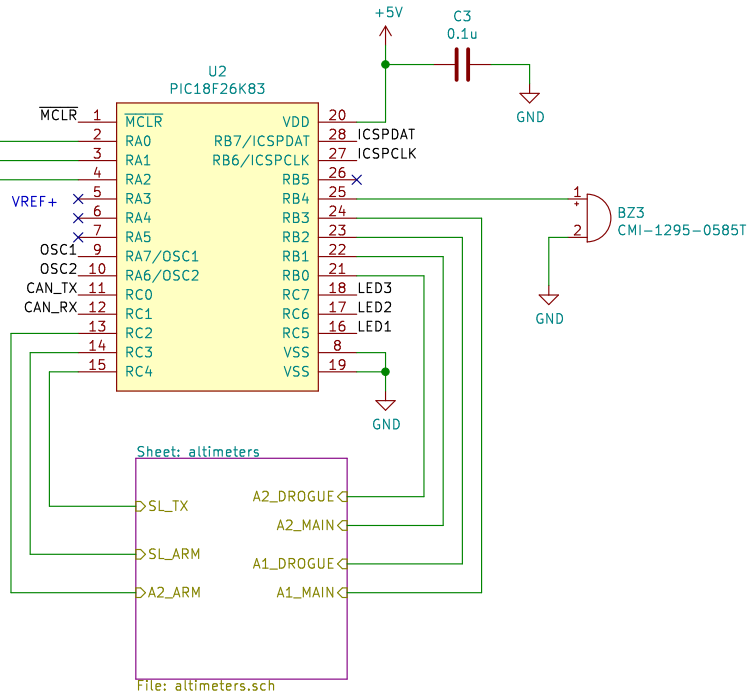 +5V
C3
0.1u
GND
U2
PIC18F26K83
MCLR 1 MCLR VDD 20
2 RA0 RB7/ICSPDAT 28 ICSPDAT
3 RA1 RB6/ICSPCLK 27 ICSPCLK
4 RA2 RB5 26
VREF+ 5 RA3 RB4 25
6 RA4 RB3 24
7 RA5 RB2 23
OSC1 9 RA7/OSC1 RB1 22
OSC2 10 RA6/OSC2 RB0 21
CAN_TX 11 RC0 RC7 18 LED3
CAN_RX 12 RC1 RC6 17 LED2
13 RC2 RC5 16 LED1
14 RC3 VSS 8
15 RC4 VSS 19
1
+
2
BZ3
CMI-1295-0585T
GND
GND
Sheet: altimeters
SL_TX
SL_ARM
A2_ARM
A2_DROGUE
A2_MAIN
A1_DROGUE
A1_MAIN
File: altimeters.sch